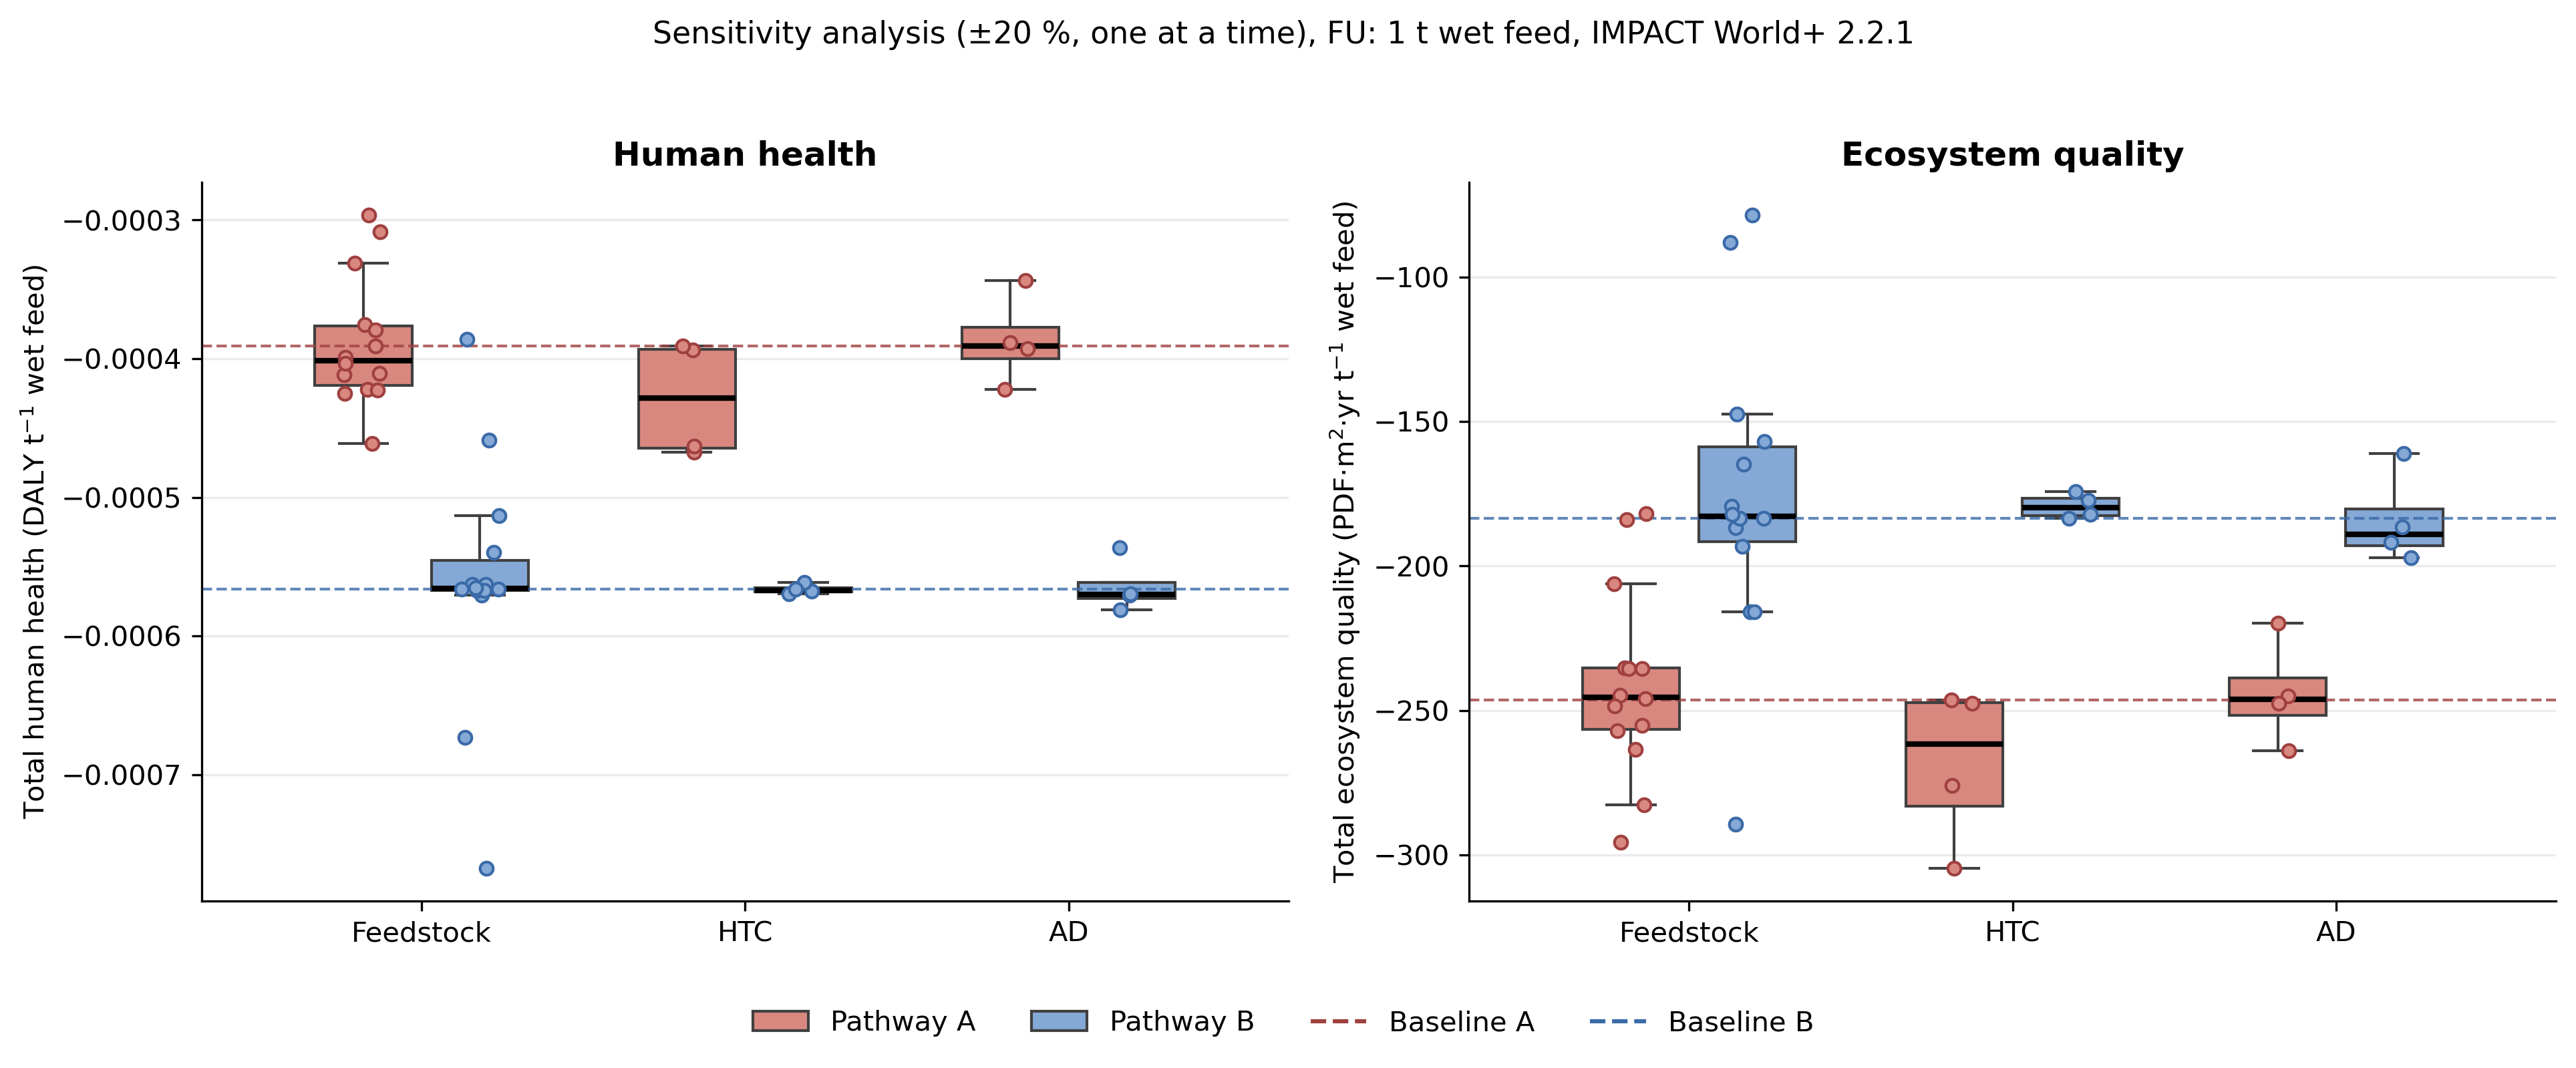 Sensitivity analysis (±20 %, one at a time), FU: 1 t wet feed, IMPACT World+ 2.2.1
Human health
Total human health (DALY t⁻¹ wet feed)
−0.0003
−0.0004
−0.0005
−0.0006
−0.0007
Feedstock
HTC
AD
Ecosystem quality
Total ecosystem quality (PDF·m²·yr t⁻¹ wet feed)
−100
−150
−200
−250
−300
Feedstock
HTC
AD
Pathway A
Pathway B
Baseline A
Baseline B